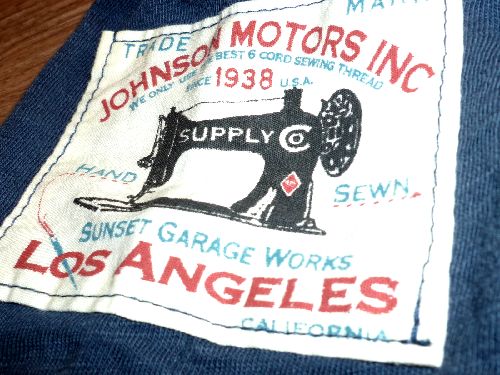 TRADE MARK
JOHNSON MOTORS INC
WE ONLY USE BEST 6 CORD SEWING THREAD
SINCE 1938 U.S.A.
SUPPLY CO
HAND SEWN
SUNSET GARAGE WORKS
LOS ANGELES
CALIFORNIA